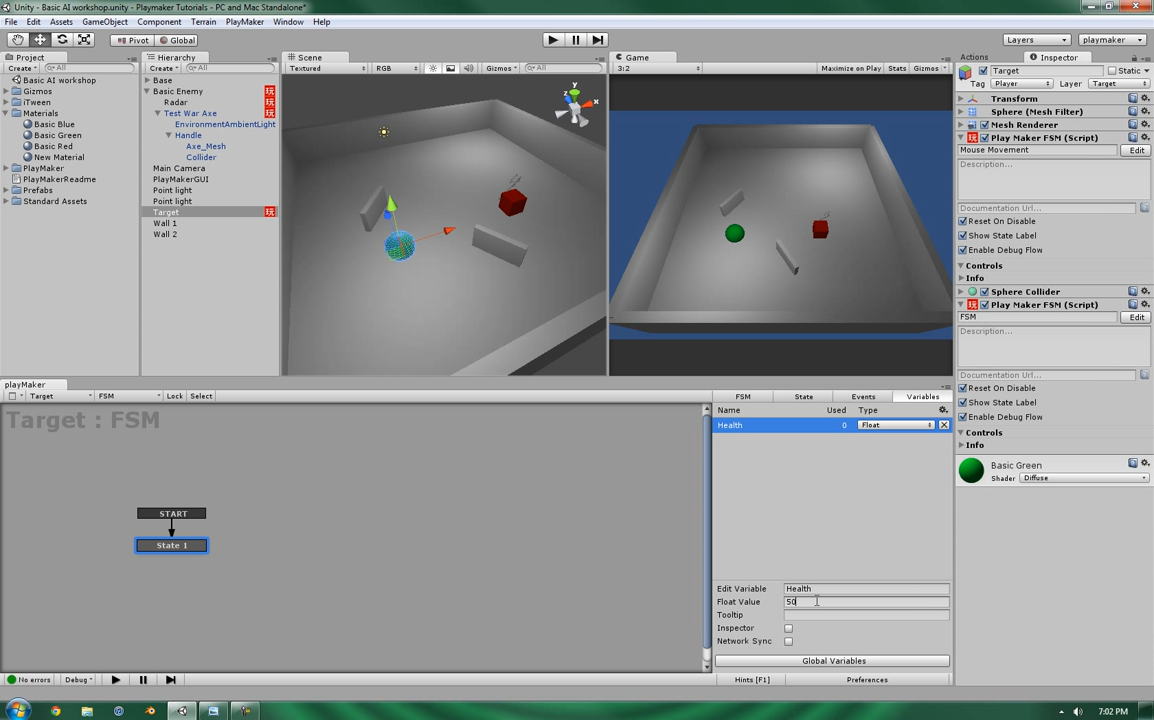 Unity - Basic AI workshop.unity - Playmaker Tutorials - PC and Mac Standalone*
File Edit Assets GameObject Component Terrain PlayMaker Window Help
Pivot Global Layers playmaker
Project Hierarchy Scene Game Actions Inspector
Create All Create All Textured RGB Gizmos All 3:2 Maximize on Play Stats Gizmos
Target Static
Tag Player Layer Target
Basic AI workshop
Gizmos
iTween
Materials
Basic Blue
Basic Green
Basic Red
New Material
PlayMaker
PlayMakerReadme
Prefabs
Standard Assets
Base
Basic Enemy
Radar
Test War Axe
EnvironmentAmbientLight
Handle
Axe_Mesh
Collider
Main Camera
PlayMakerGUI
Point light
Point light
Target
Wall 1
Wall 2
y
x
z
Transform
Sphere (Mesh Filter)
Mesh Renderer
Play Maker FSM (Script)
Mouse Movement Edit
Description...
Documentation Url...
Reset On Disable
Show State Label
Enable Debug Flow
Controls
Info
Sphere Collider
Play Maker FSM (Script)
FSM Edit
Description...
Documentation Url...
Reset On Disable
Show State Label
Enable Debug Flow
Controls
Info
Basic Green
Shader Diffuse
playMaker
Target FSM Lock Select
Target : FSM
START
State 1
FSM State Events Variables
Name Used Type
Health 0 Float
Edit Variable Health
Float Value 50
Tooltip
Inspector
Network Sync
Global Variables
No errors Debug Hints [F1] Preferences
7:02 PM